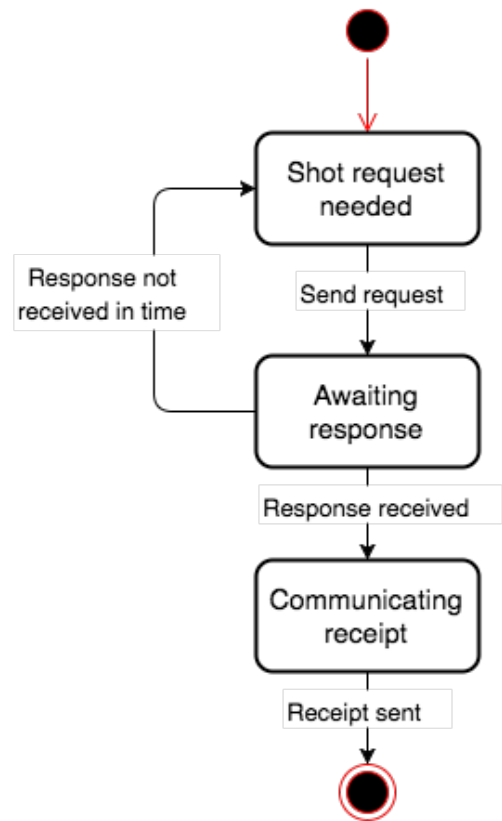 Shot request
needed
Response not
received in time
Send request
Awaiting
response
Response received
Communicating
receipt
Receipt sent